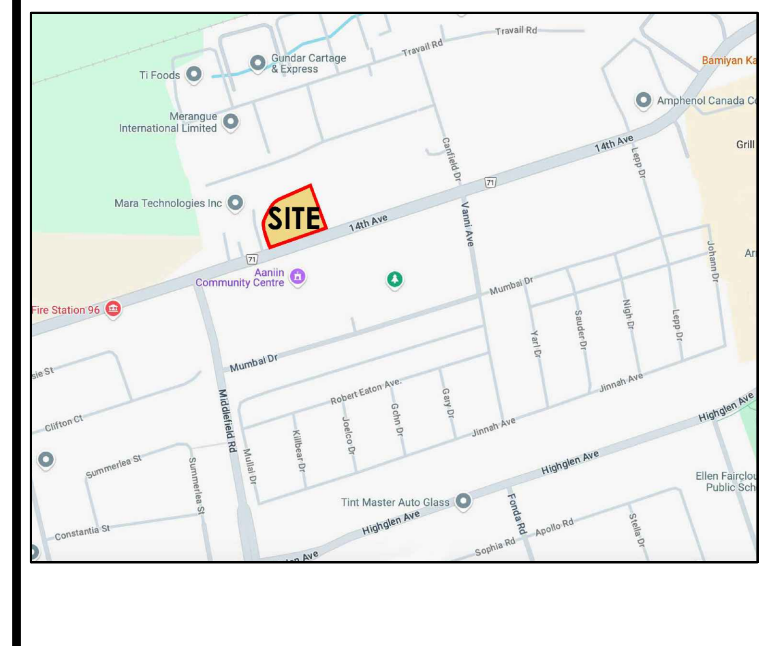 Travail Rd
Travail Rd
Gundar Cartage
& Express
Ti Foods
Bamiyan Ka
Merangue
International Limited
Amphenol Canada Co
14th Ave
Grill
Canfield Dr
Lepp Dr
71
Mara Technologies Inc
SITE
14th Ave
Vanni Ave
71
Aaniin
Community Centre
Johann Dr
Ar
Mumbai Dr
Fire Station 96
Yarl Dr
Sauder Dr
Nigh Dr
Lepp Dr
Mumbai Dr
sie St
Robert Eaton Ave.
Jinnah Ave
Middlefield Rd
Killbear Dr
Joelco Dr
Gohn Dr
Gary Dr
Clifton Ct
Jinnah Ave
Highglen Ave
Mullai Dr
Summerlea St
Summerlea St
Highglen Ave
Ellen Fairclou
Public Sch
Tint Master Auto Glass
Fonda Rd
Highglen Ave
Constantia St
Sophia Rd
Apollo Rd
Stella Dr
en Ave